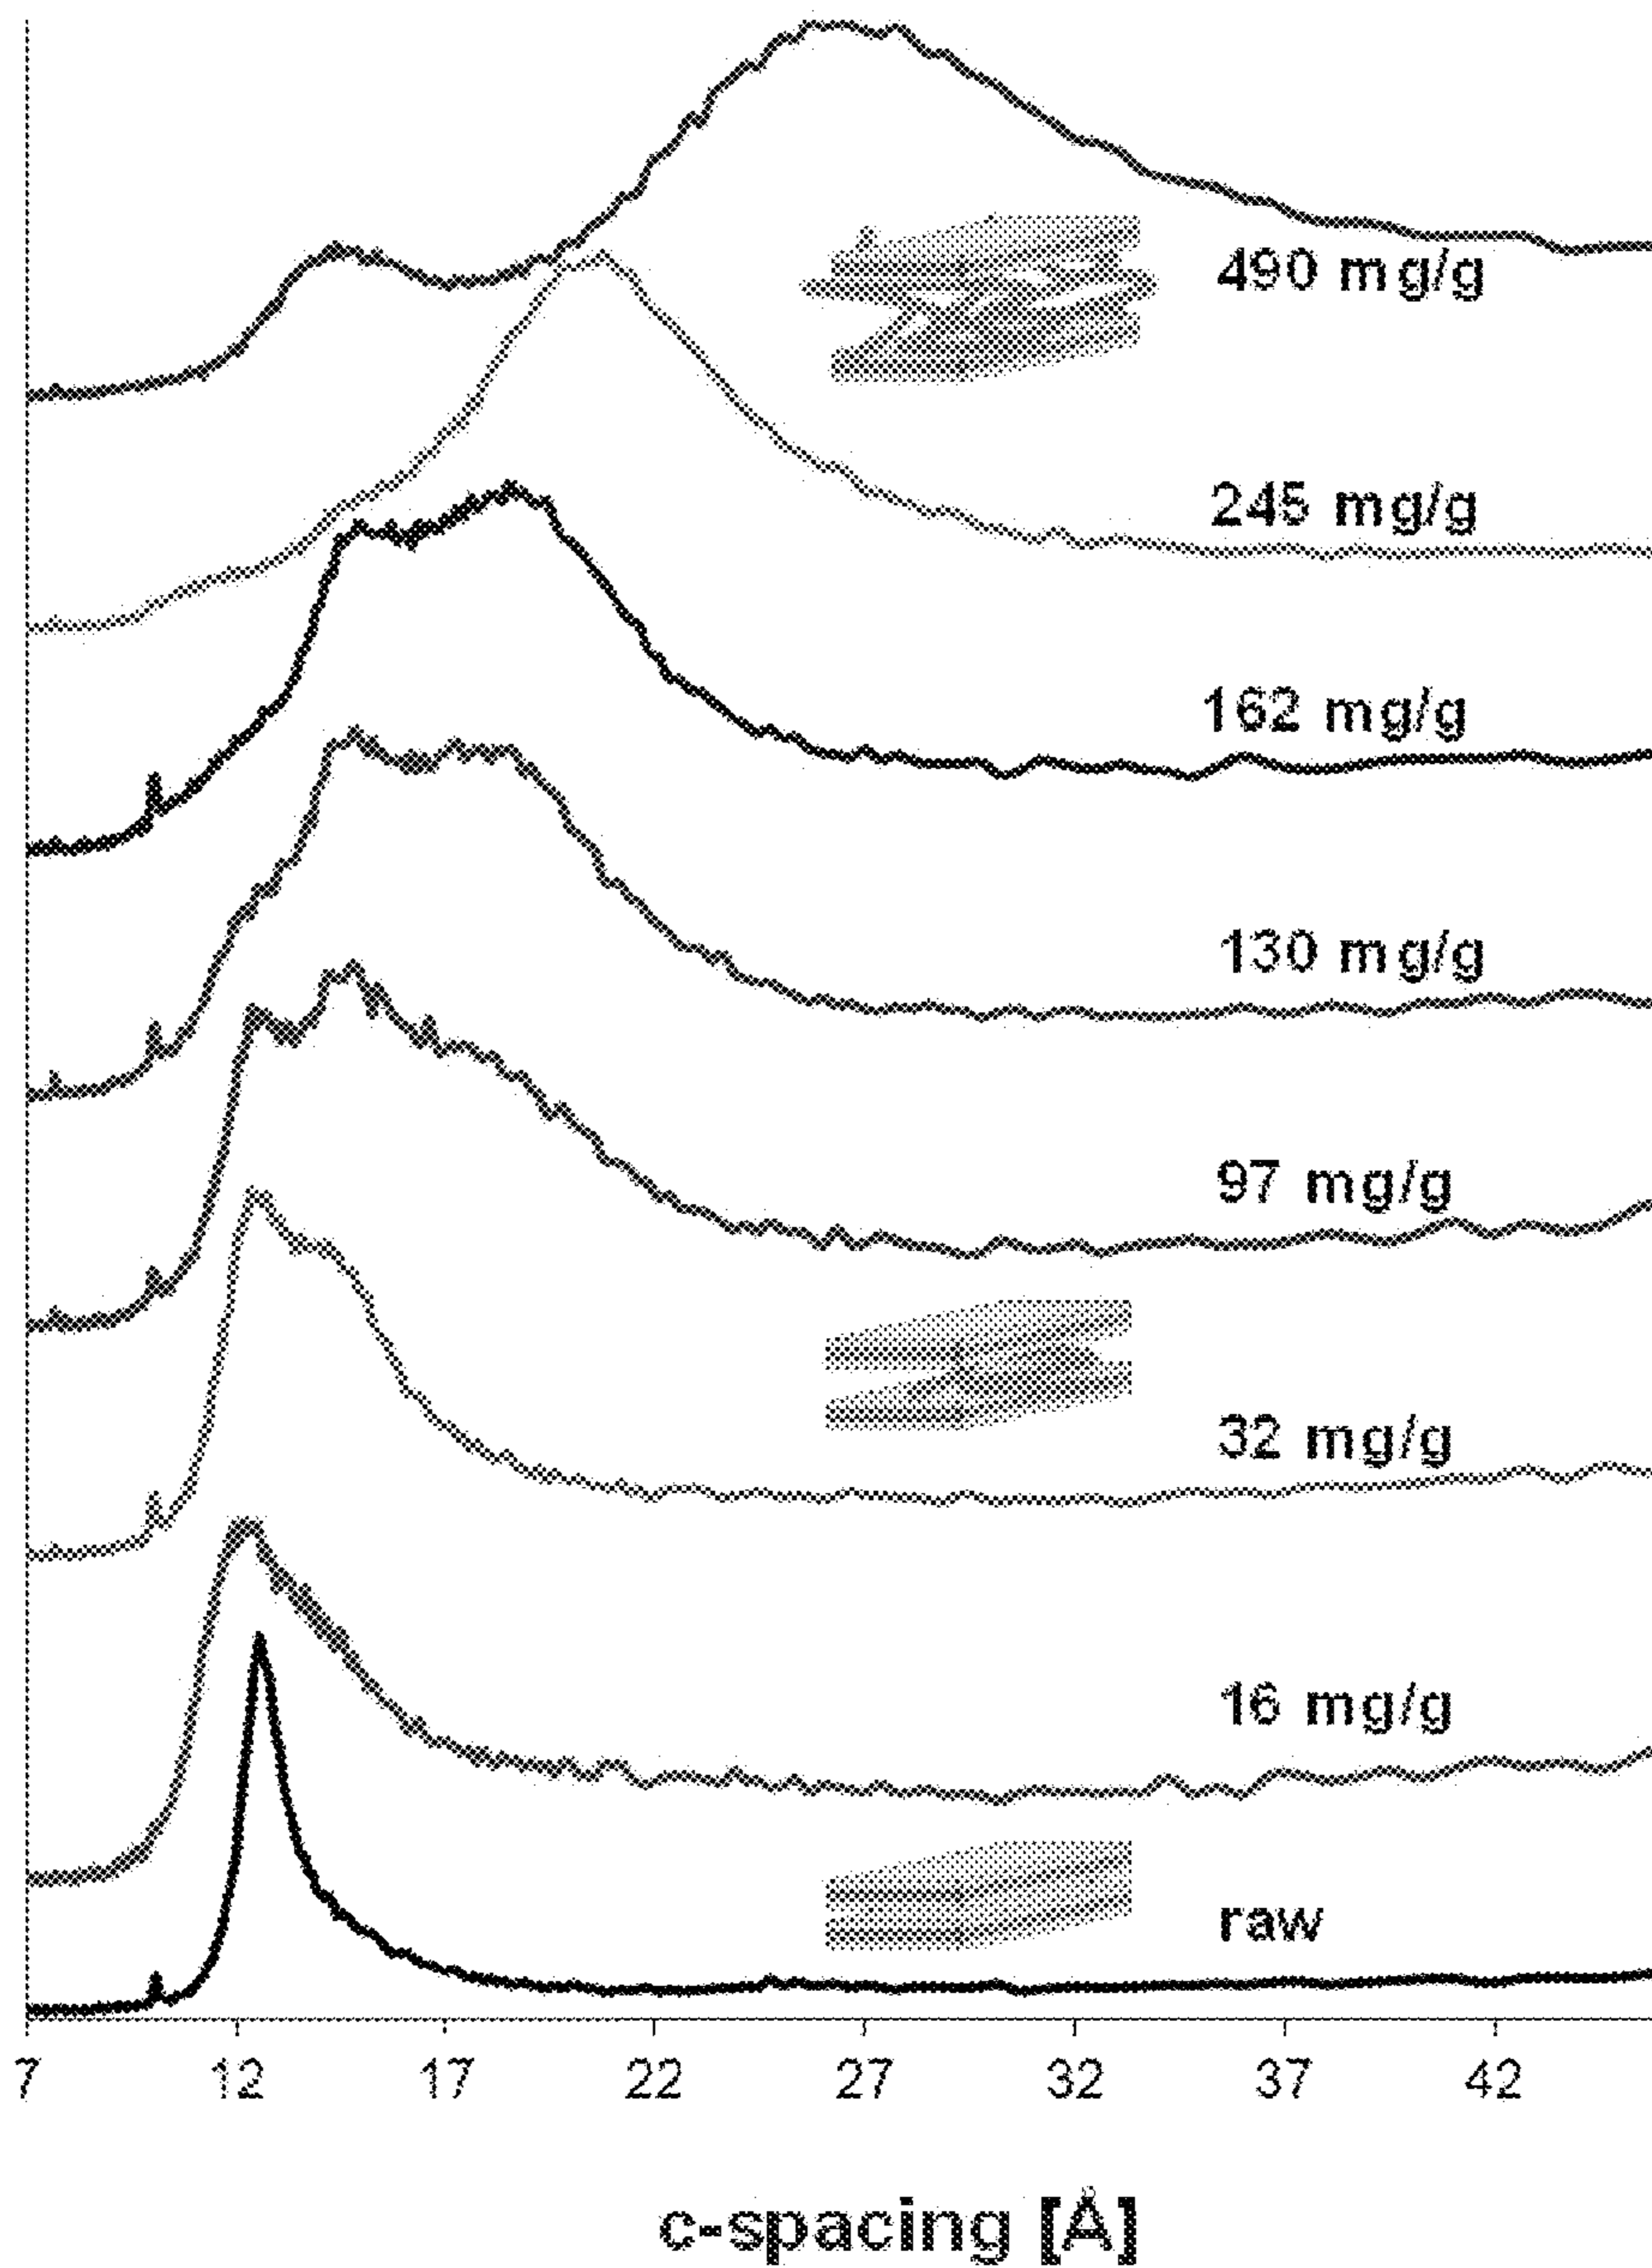 490 mg/g
245 mg/g
162 mg/g
130 mg/g
97 mg/g
32 mg/g
16 mg/g
raw
7 12 17 22 27 32 37 42
c-spacing [Å]